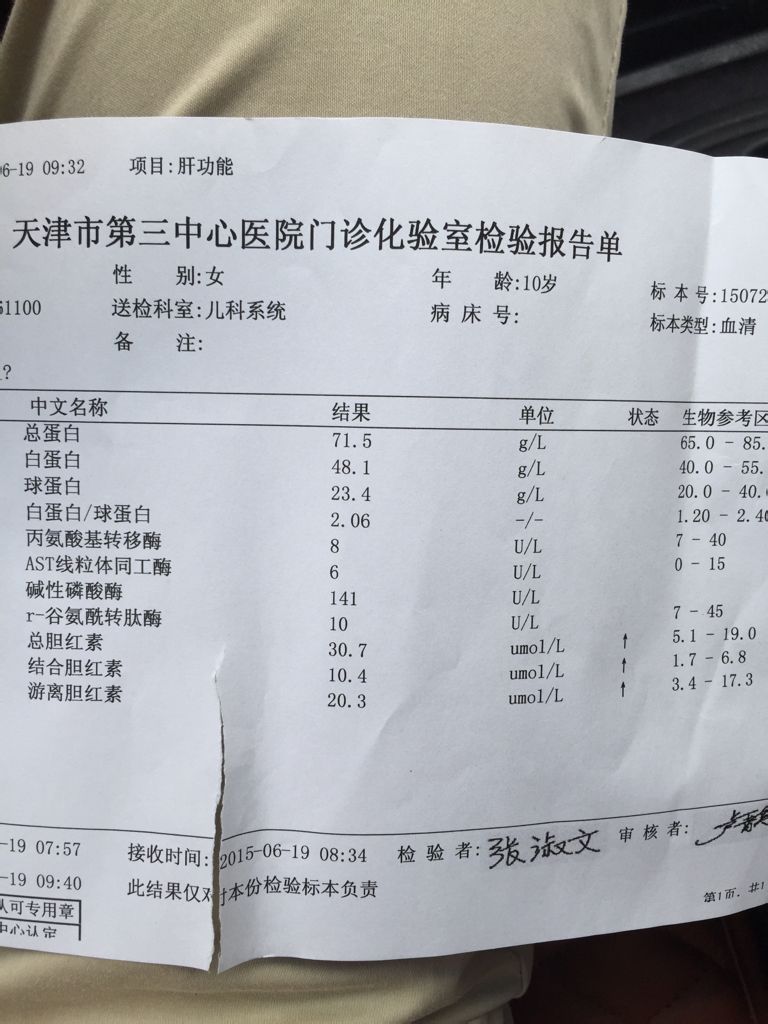 6-19 09:32 项目:肝功能
天津市第三中心医院门诊化验室检验报告单
性 别:女 年 龄:10岁 标 本 号:15072
51100 送检科室:儿科系统 病 床 号: 标本类型:血清
备 注:
?
中文名称 结果 单位 状态 生物参考区
总蛋白 71.5 g/L 65.0 - 85.
白蛋白 48.1 g/L 40.0 - 55.
球蛋白 23.4 g/L 20.0 - 40.
白蛋白/球蛋白 2.06 -/- 1.20 - 2.40
丙氨酸基转移酶 8 U/L 7 - 40
AST线粒体同工酶 6 U/L 0 - 15
碱性磷酸酶 141 U/L
r-谷氨酰转肽酶 10 U/L 7 - 45
总胆红素 30.7 umol/L ↑ 5.1 - 19.0
结合胆红素 10.4 umol/L ↑ 1.7 - 6.8
游离胆红素 20.3 umol/L ↑ 3.4 - 17.3
-19 07:57 接收时间:2015-06-19 08:34 检 验 者:张淑文 审 核 者:
-19 09:40 此结果仅对本份检验标本负责
认可专用章 第1页,共1
中心认定